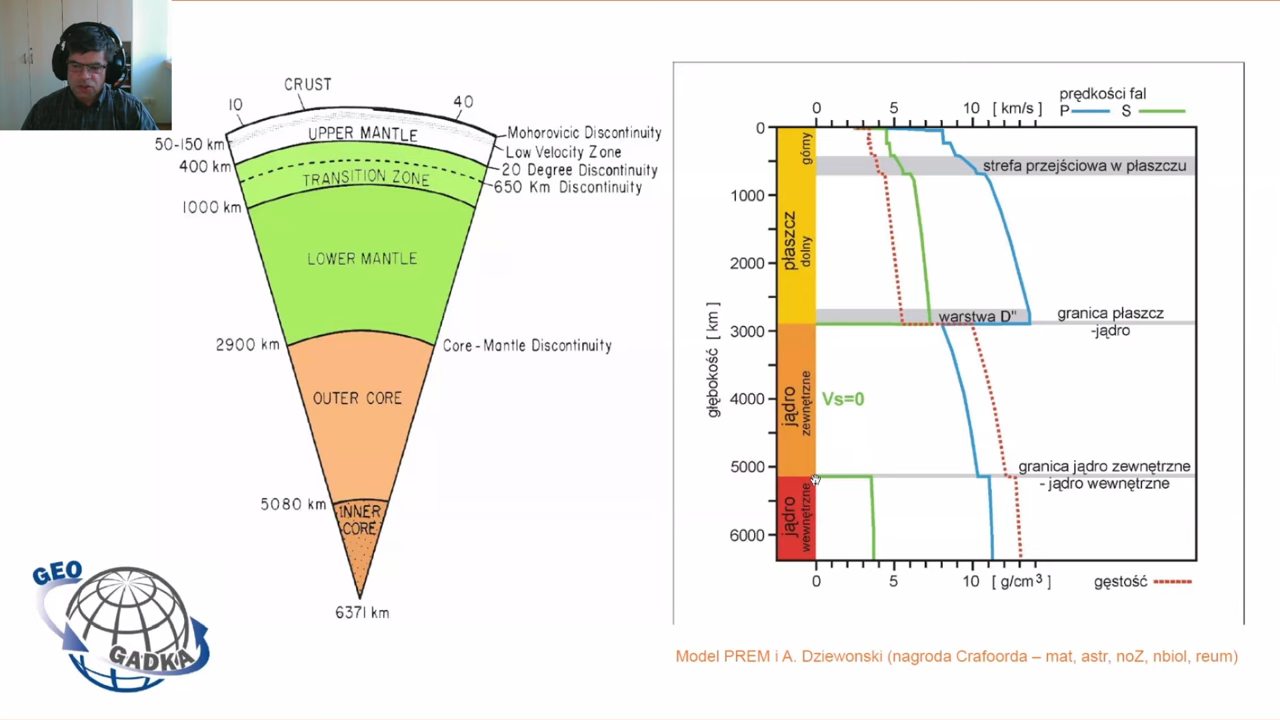 CRUST
10
40
50-150 km
UPPER MANTLE
Mohorovicic Discontinuity
Low Velocity Zone
400 km
20 Degree Discontinuity
TRANSITION ZONE
650 Km Discontinuity
1000 km
LOWER MANTLE
2900 km
Core-Mantle Discontinuity
OUTER CORE
5080 km
INNER
CORE
6371 km
GEO
GADKA
prędkości fal
0 5 10 [ km/s ] P S
0
1000
2000
3000
4000
5000
6000
głębokość [ km ]
górny
płaszcz
dolny
jądro
zewnętrzne
jądro
wewnętrzne
strefa przejściowa w płaszczu
warstwa D"
granica płaszcz
-jądro
Vs=0
granica jądro zewnętrzne
- jądro wewnętrzne
0 5 10 [ g/cm³ ] gęstość
Model PREM i A. Dziewonski (nagroda Crafoorda – mat, astr, noZ, nbiol, reum)